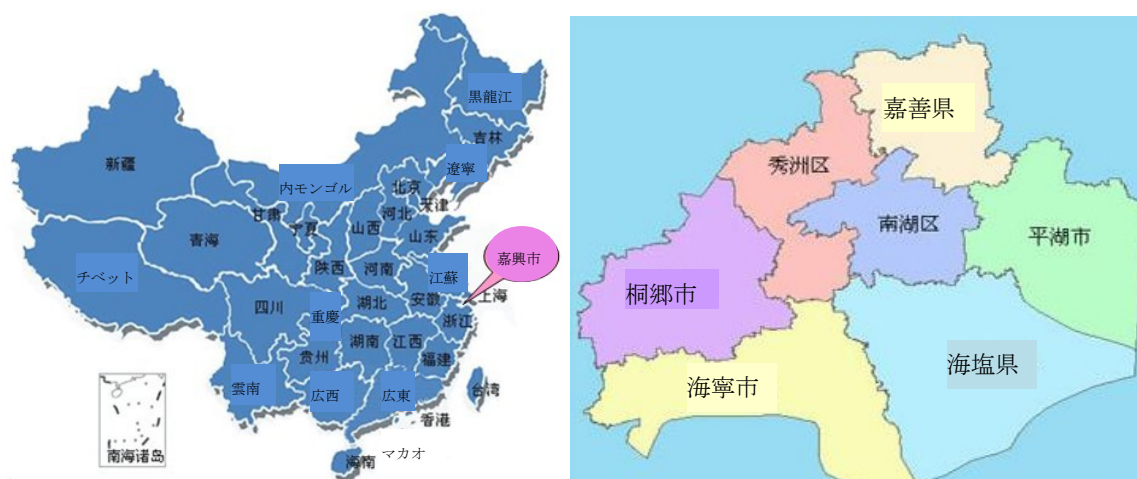 黒龍江
吉林
遼寧
新疆
内モンゴル
北京
天津
甘粛
宁夏
山西
河北
山东
青海
嘉興市
陕西
河南
江蘇
チベット
四川
重慶
湖北
安徽
上海
浙江
湖南
江西
贵州
福建
雲南
広西
広東
台湾
香港
マカオ
海南
南海诸岛
嘉善県
秀洲区
南湖区
平湖市
桐郷市
海塩県
海寧市